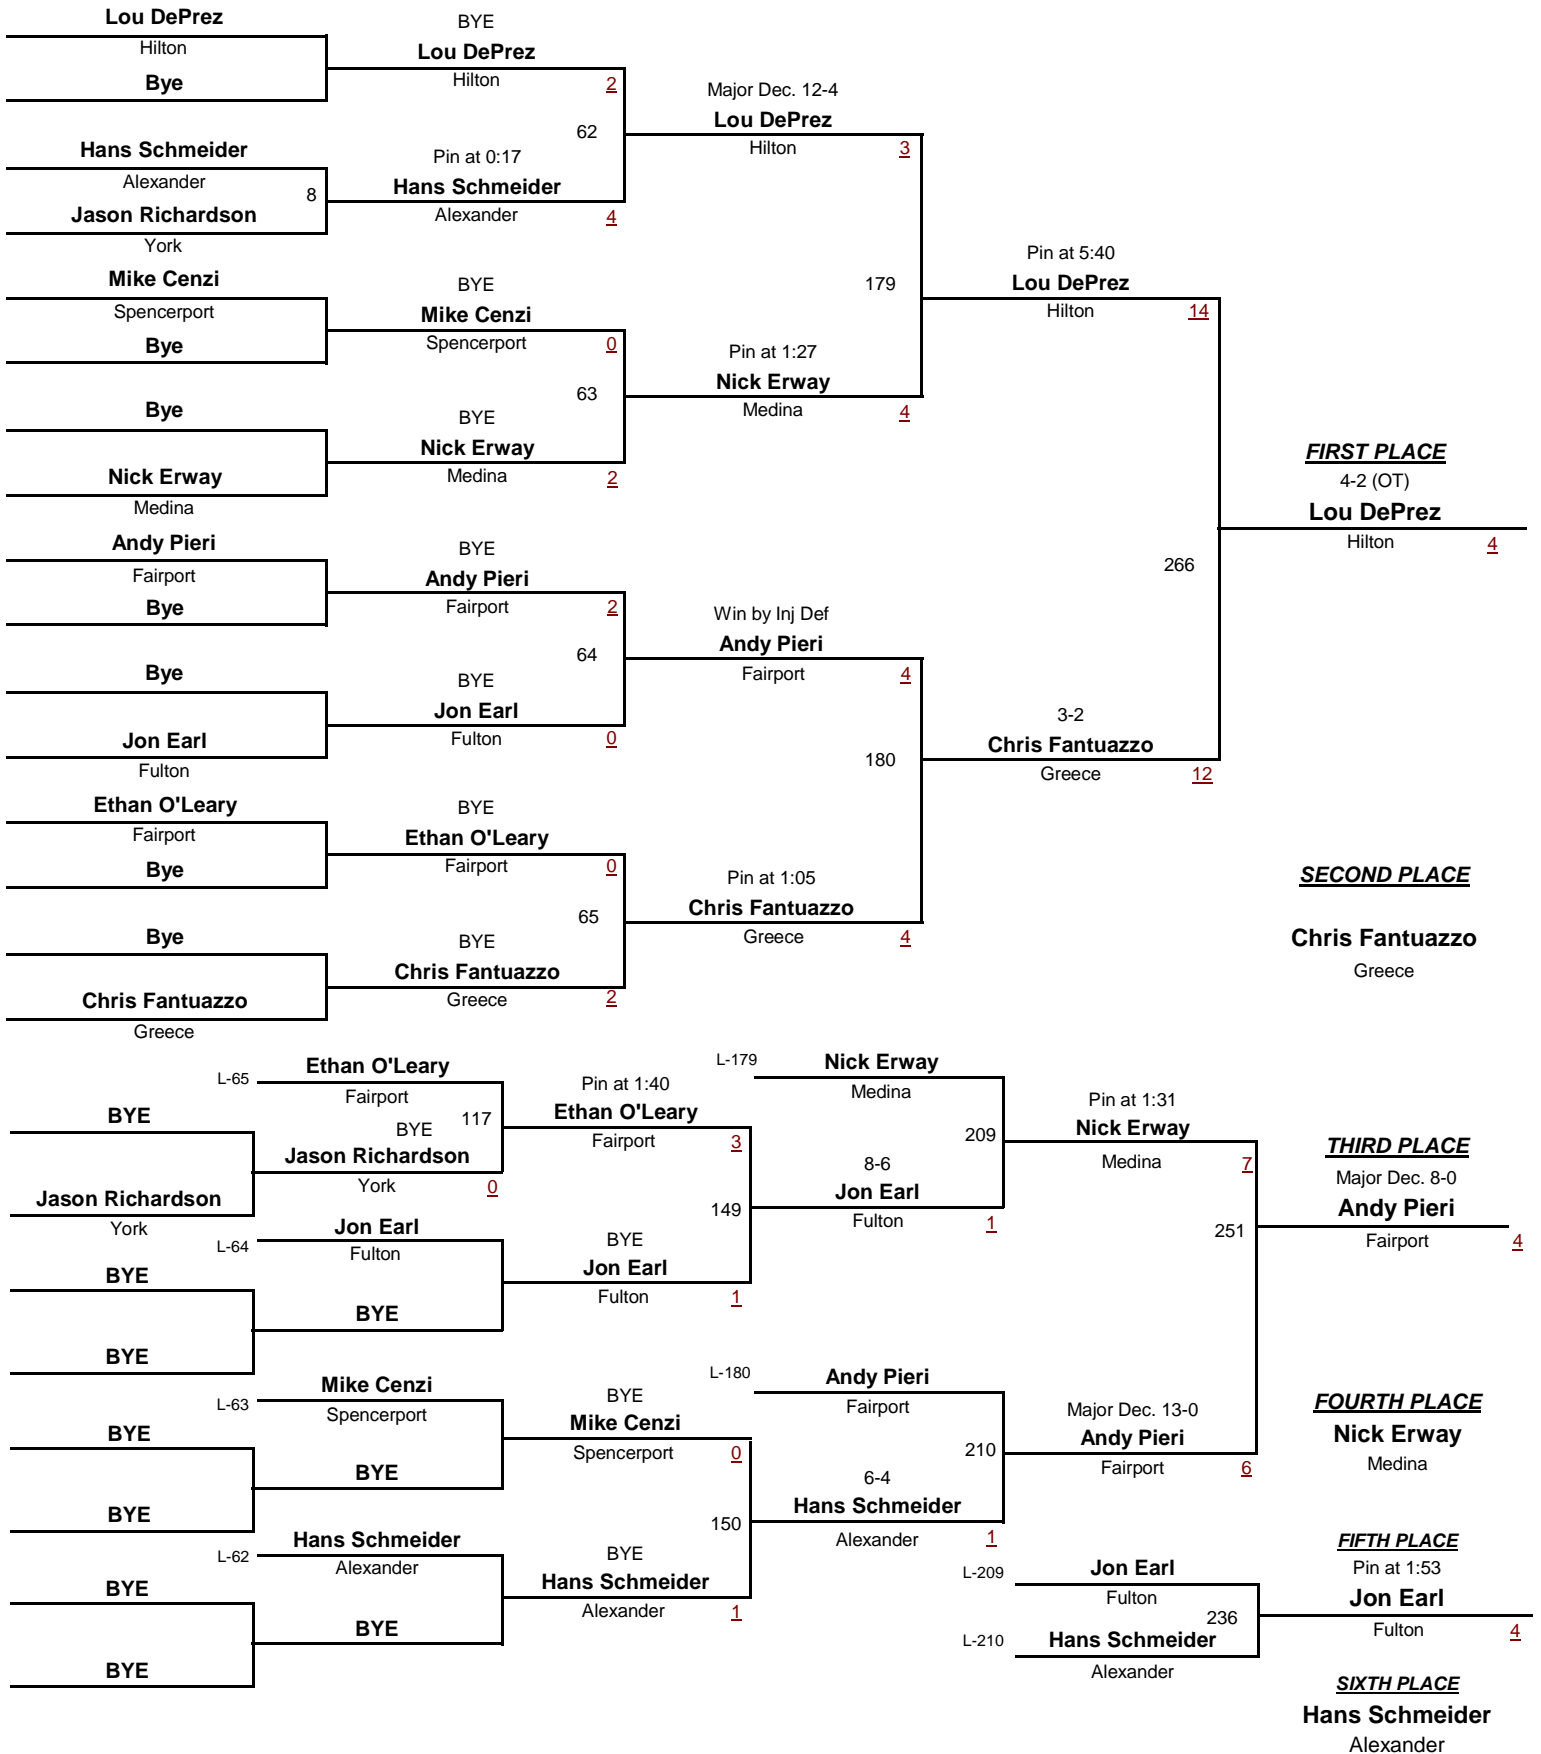 Lou DePrez
Hilton
Bye
Hans Schmeider
Alexander
8
Jason Richardson
York
Mike Cenzi
Spencerport
Bye
Bye
Nick Erway
Medina
Andy Pieri
Fairport
Bye
Bye
Jon Earl
Fulton
Ethan O'Leary
Fairport
Bye
Bye
Chris Fantuazzo
Greece
BYE
Lou DePrez
Hilton
2
62
Pin at 0:17
Hans Schmeider
Alexander
4
BYE
Mike Cenzi
Spencerport
0
63
BYE
Nick Erway
Medina
2
BYE
Andy Pieri
Fairport
2
64
BYE
Jon Earl
Fulton
0
BYE
Ethan O'Leary
Fairport
0
65
BYE
Chris Fantuazzo
Greece
2
Major Dec. 12-4
Lou DePrez
Hilton
3
179
Pin at 1:27
Nick Erway
Medina
4
Win by Inj Def
Andy Pieri
Fairport
4
180
Pin at 1:05
Chris Fantuazzo
Greece
4
Pin at 5:40
Lou DePrez
Hilton
14
266
3-2
Chris Fantuazzo
Greece
12
FIRST PLACE
4-2 (OT)
Lou DePrez
Hilton
4
SECOND PLACE
Chris Fantuazzo
Greece
BYE
Jason Richardson
York
BYE
BYE
BYE
BYE
BYE
BYE
L-65
Ethan O'Leary
Fairport
117
BYE
Jason Richardson
York
0
L-64
Jon Earl
Fulton
BYE
L-63
Mike Cenzi
Spencerport
BYE
L-62
Hans Schmeider
Alexander
BYE
Pin at 1:40
Ethan O'Leary
Fairport
3
149
BYE
Jon Earl
Fulton
1
BYE
Mike Cenzi
Spencerport
0
150
BYE
Hans Schmeider
Alexander
1
L-179
Nick Erway
Medina
209
8-6
Jon Earl
Fulton
1
L-180
Andy Pieri
Fairport
210
6-4
Hans Schmeider
Alexander
1
Pin at 1:31
Nick Erway
Medina
7
251
Major Dec. 13-0
Andy Pieri
Fairport
6
L-209
Jon Earl
Fulton
236
L-210
Hans Schmeider
Alexander
THIRD PLACE
Major Dec. 8-0
Andy Pieri
Fairport
4
FOURTH PLACE
Nick Erway
Medina
FIFTH PLACE
Pin at 1:53
Jon Earl
Fulton
4
SIXTH PLACE
Hans Schmeider
Alexander